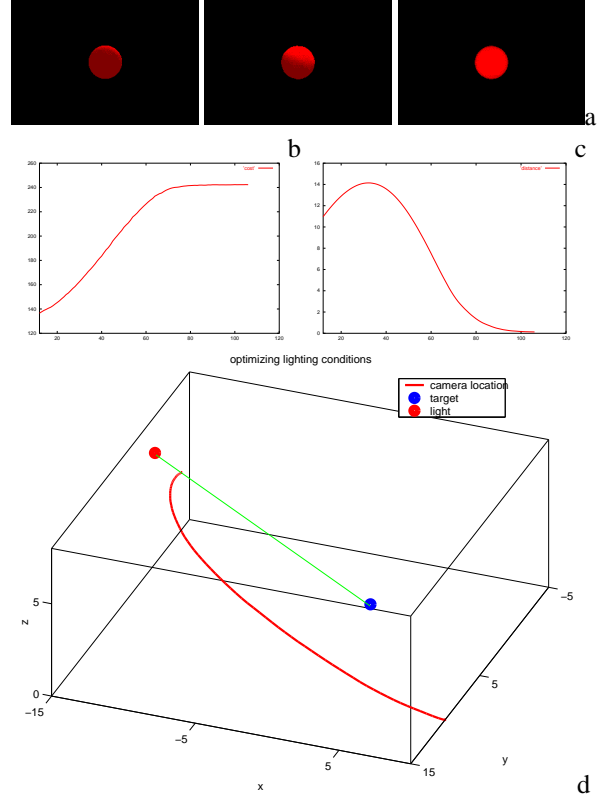 a
b
c
260
240
220
200
180
160
140
120
20 40 60 80 100 120
'cost'
16
14
12
10
8
6
4
2
0
20 40 60 80 100 120
'distance'
optimizing lighting conditions
camera location
target
light
5
0
z
−15
−5
5
15
x
−5
5
y
d